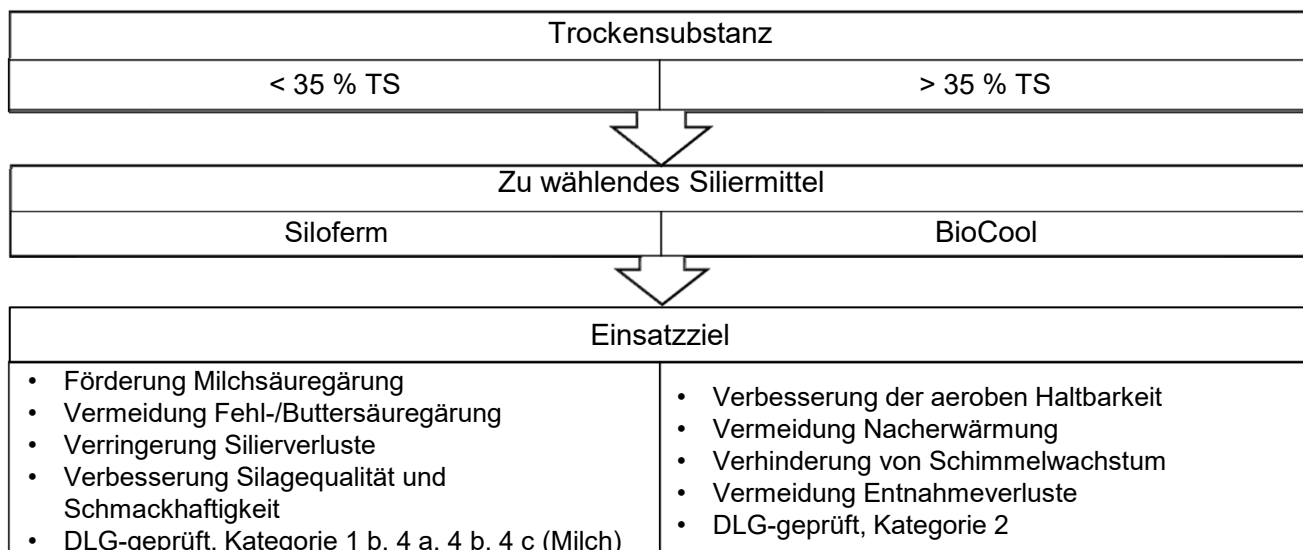 Trockensubstanz
< 35 % TS
> 35 % TS
Zu wählendes Siliermittel
Siloferm
BioCool
Einsatzziel
• Förderung Milchsäuregärung
• Vermeidung Fehl-/Buttersäuregärung
• Verringerung Silierverluste
• Verbesserung Silagequalität und
Schmackhaftigkeit
• DLG-geprüft, Kategorie 1 b, 4 a, 4 b, 4 c (Milch)
• Verbesserung der aeroben Haltbarkeit
• Vermeidung Nacherwärmung
• Verhinderung von Schimmelwachstum
• Vermeidung Entnahmeverluste
• DLG-geprüft, Kategorie 2